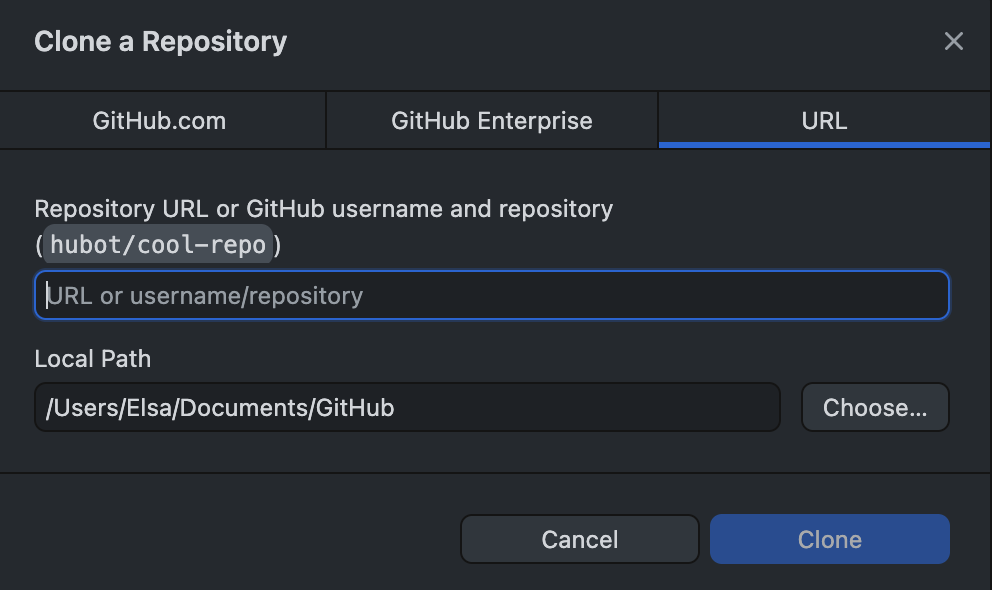 Clone a Repository
GitHub.com
GitHub Enterprise
URL
Repository URL or GitHub username and repository
(hubot/cool-repo)
URL or username/repository
Local Path
/Users/Elsa/Documents/GitHub
Choose...
Cancel
Clone